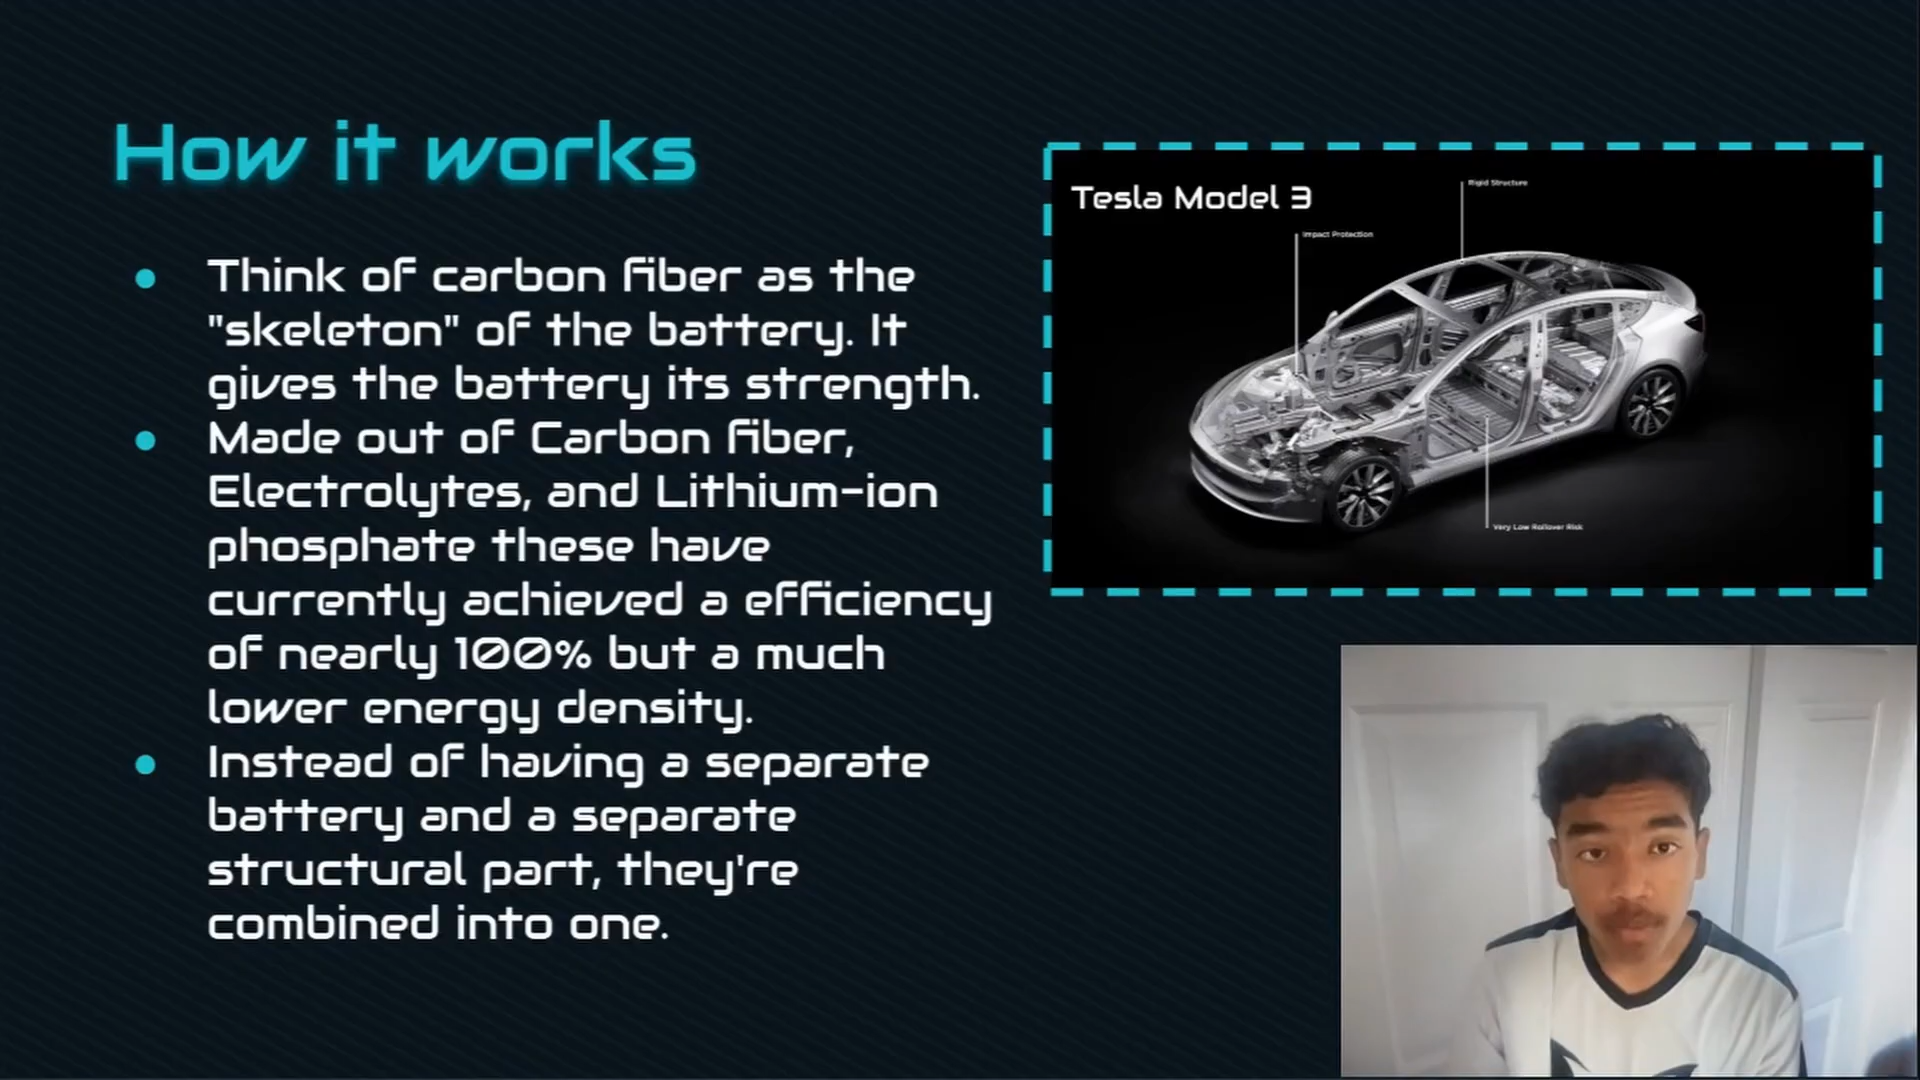 How it works
Think of carbon fiber as the
"skeleton" of the battery. It
gives the battery its strength.
Made out of Carbon fiber,
Electrolytes, and Lithium-ion
phosphate these have
currently achieved a efficiency
of nearly 100% but a much
lower energy density.
Instead of having a separate
battery and a separate
structural part, they're
combined into one.
Tesla Model 3
Rigid Structure
Impact Protection
Very Low Rollover Risk